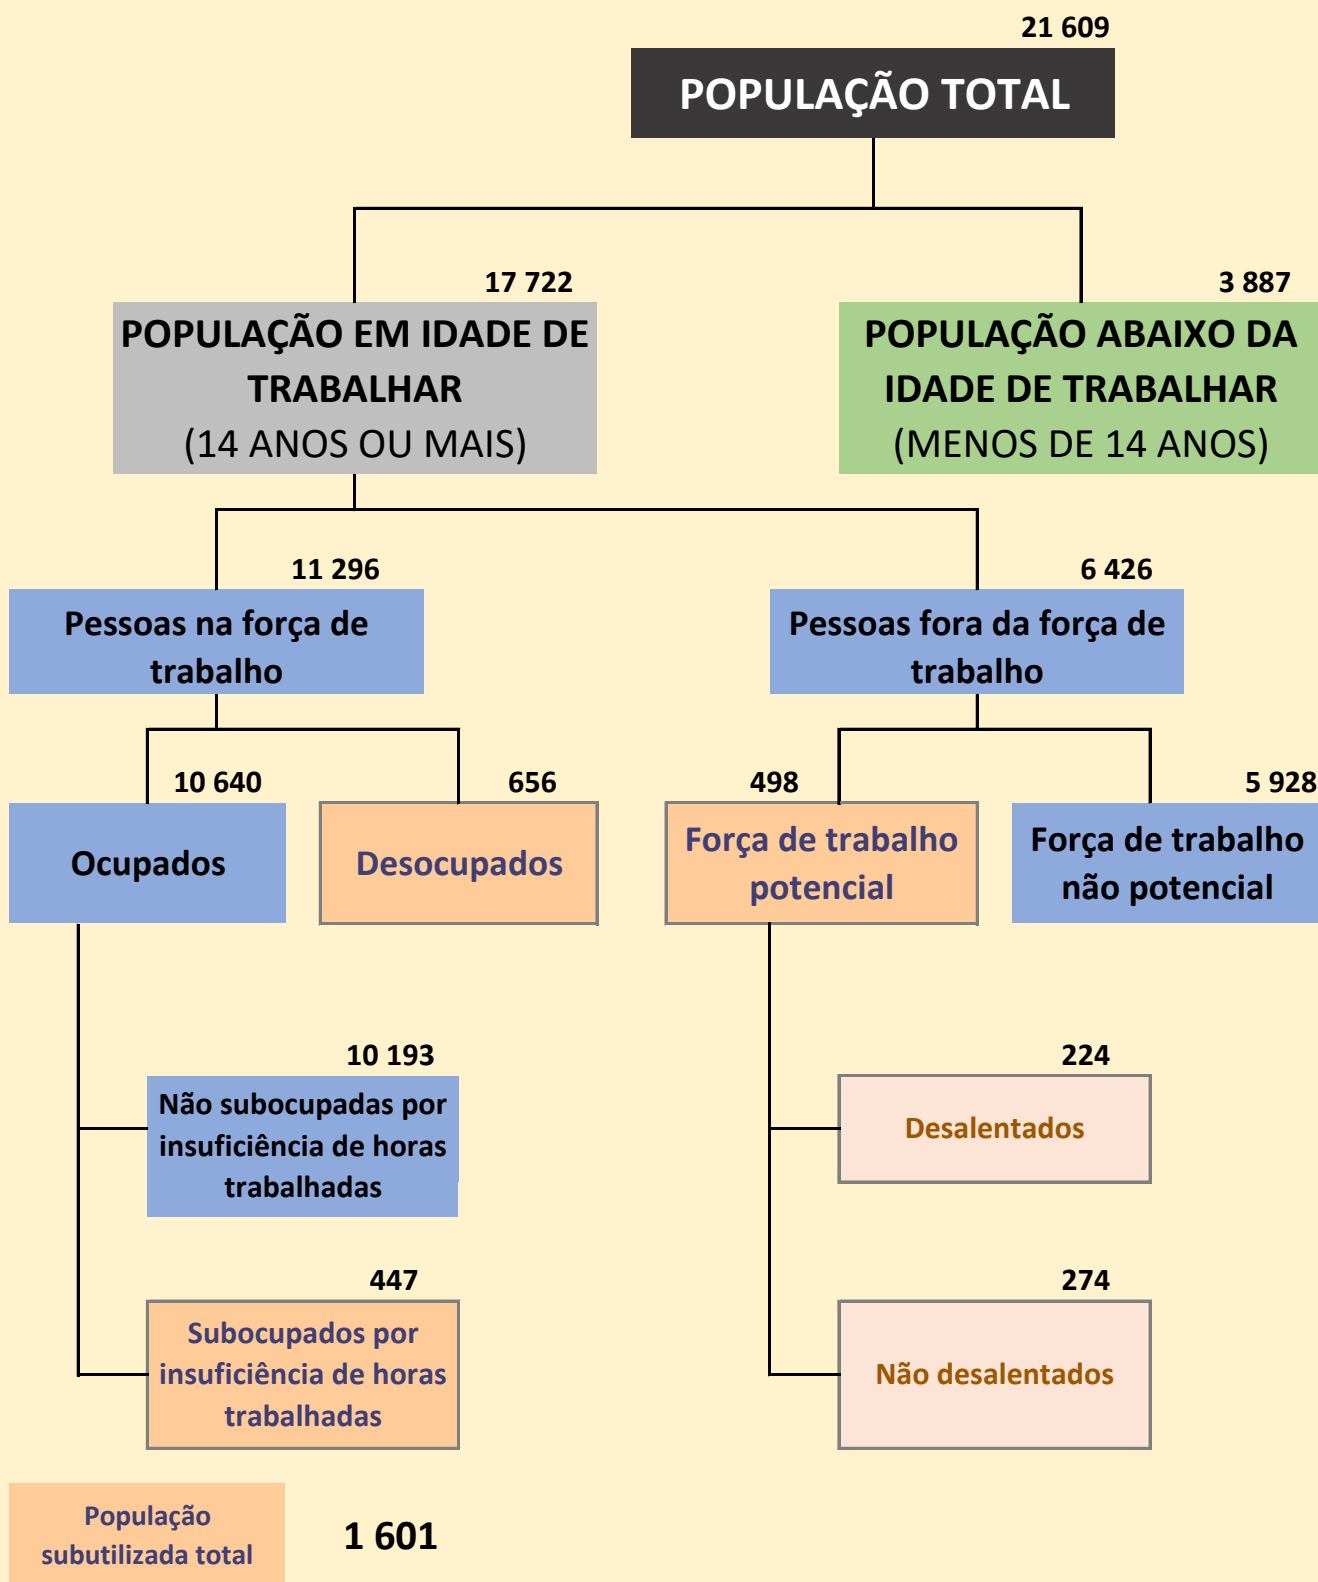 21 609
POPULAÇÃO TOTAL
17 722
POPULAÇÃO EM IDADE DE
TRABALHAR
(14 ANOS OU MAIS)
3 887
POPULAÇÃO ABAIXO DA
IDADE DE TRABALHAR
(MENOS DE 14 ANOS)
11 296
Pessoas na força de
trabalho
6 426
Pessoas fora da força de
trabalho
10 640
Ocupados
656
Desocupados
498
Força de trabalho
potencial
5 928
Força de trabalho
não potencial
10 193
Não subocupadas por
insuficiência de horas
trabalhadas
224
Desalentados
447
Subocupados por
insuficiência de horas
trabalhadas
274
Não desalentados
População
subutilizada total
1 601